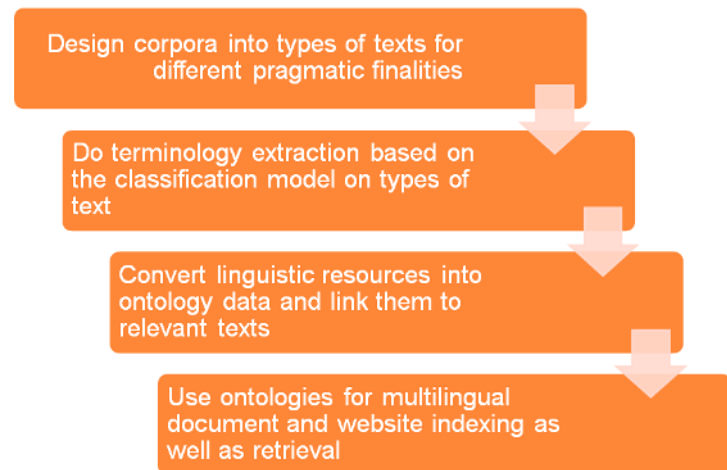 Design corpora into types of texts for
different pragmatic finalities
Do terminology extraction based on
the classification model on types of
text
Convert linguistic resources into
ontology data and link them to
relevant texts
Use ontologies for multilingual
document and website indexing as
well as retrieval